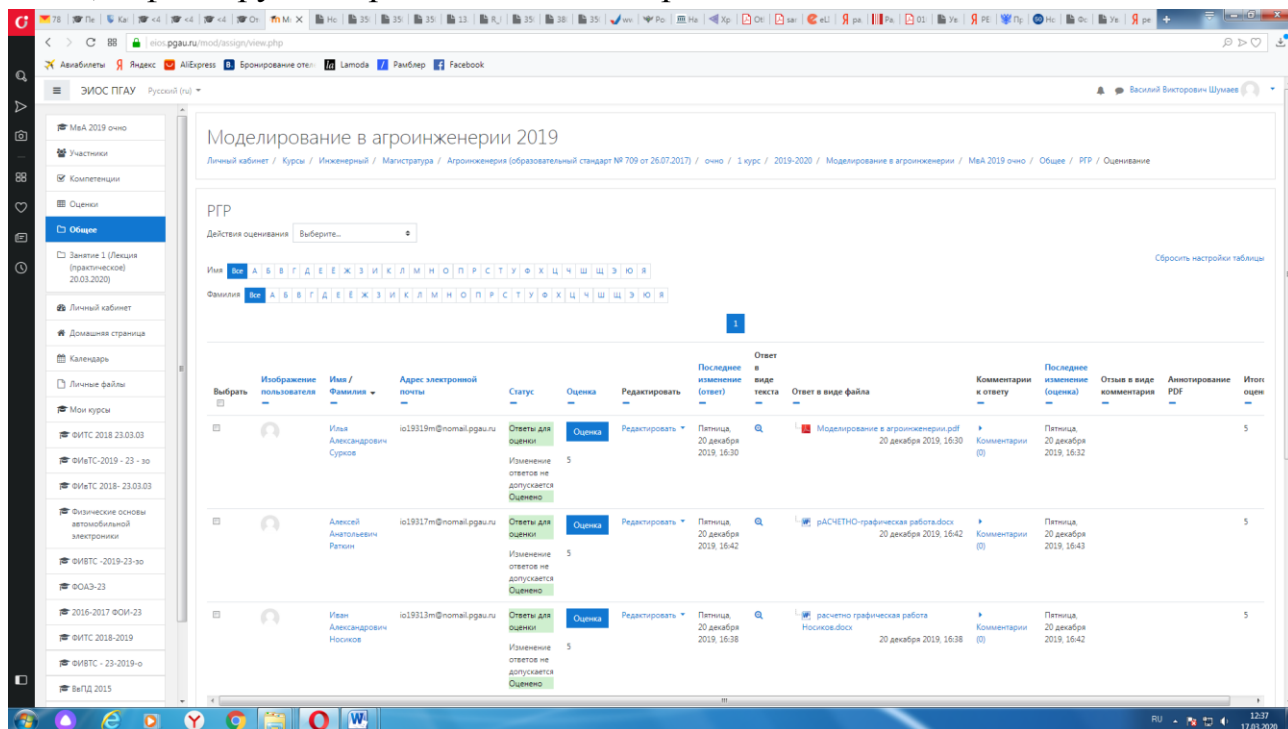 78
eios.pgau.ru/mod/assign/view.php
Авиабилеты Яндекс AliExpress Бронирование отел Lamoda Рамблер Facebook
ЭИОС ПГАУ Русский (ru)
Василий Викторович Шумаев
МвА 2019 очно
Участники
Компетенции
Оценки
Общее
Занятие 1 (Лекция
(практическое)
20.03.2020)
Личный кабинет
Домашняя страница
Календарь
Личные файлы
Мои курсы
ФИТС 2018 23.03.03
ФИвТС-2019 - 23 - зо
ФИвТС 2018- 23.03.03
Физические основы
автомобильной
электроники
ФИВТС -2019-23-зо
ФОАЭ-23
2016-2017 ФОИ-23
ФИТС 2018-2019
ФИВТС - 23-2019-о
ВеПД 2015
Моделирование в агроинженерии 2019
Личный кабинет / Курсы / Инженерный / Магистратура / Агроинженерия (образовательный стандарт № 709 от 26.07.2017) / очно / 1 курс / 2019-2020 / Моделирование в агроинженерии / МвА 2019 очно / Общее / РГР / Оценивание
РГР
Действия оценивания Выберите...
Сбросить настройки таблицы
Имя Все А Б В Г Д Е Ё Ж З И К Л М Н О П Р С Т У Ф Х Ц Ч Ш Щ Э Ю Я
Фамилия Все А Б В Г Д Е Ё Ж З И К Л М Н О П Р С Т У Ф Х Ц Ч Ш Щ Э Ю Я
1
Выбрать
Изображение
пользователя
Имя /
Фамилия
Адрес электронной
почты
Статус
Оценка
Редактировать
Последнее
изменение
(ответ)
Ответ
в
виде
текста
Ответ в виде файла
Комментарии
к ответу
Последнее
изменение
(оценка)
Отзыв в виде
комментария
Аннотирование
PDF
Итого
оцен
Илья
Александрович
Сурков
io19319m@nomail.pgau.ru
Ответы для
оценки
Изменение
ответов не
допускается
Оценено
Оценка
5
Редактировать
Пятница,
20 декабря
2019, 16:30
Моделирование в агроинженерии.pdf
20 декабря 2019, 16:30
Комментарии
(0)
Пятница,
20 декабря
2019, 16:32
5
Алексей
Анатольевич
Раткин
io19317m@nomail.pgau.ru
Ответы для
оценки
Изменение
ответов не
допускается
Оценено
Оценка
5
Редактировать
Пятница,
20 декабря
2019, 16:42
рАСЧЕТНО-графическая работа.docx
20 декабря 2019, 16:42
Комментарии
(0)
Пятница,
20 декабря
2019, 16:43
5
Иван
Александрович
Носиков
io19313m@nomail.pgau.ru
Ответы для
оценки
Изменение
ответов не
допускается
Оценено
Оценка
5
Редактировать
Пятница,
20 декабря
2019, 16:38
расчетно графическая работа
Носиков.docx
20 декабря 2019, 16:38
Комментарии
(0)
Пятница,
20 декабря
2019, 16:42
5
RU
12:37
17.03.2020